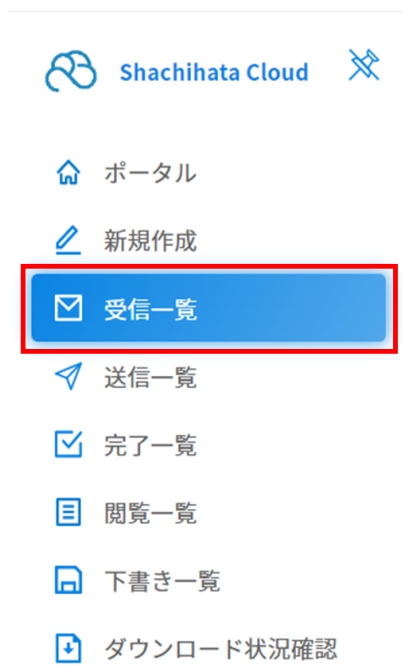 Shachihata Cloud
ポータル
新規作成
受信一覧
送信一覧
完了一覧
閲覧一覧
下書き一覧
ダウンロード状況確認